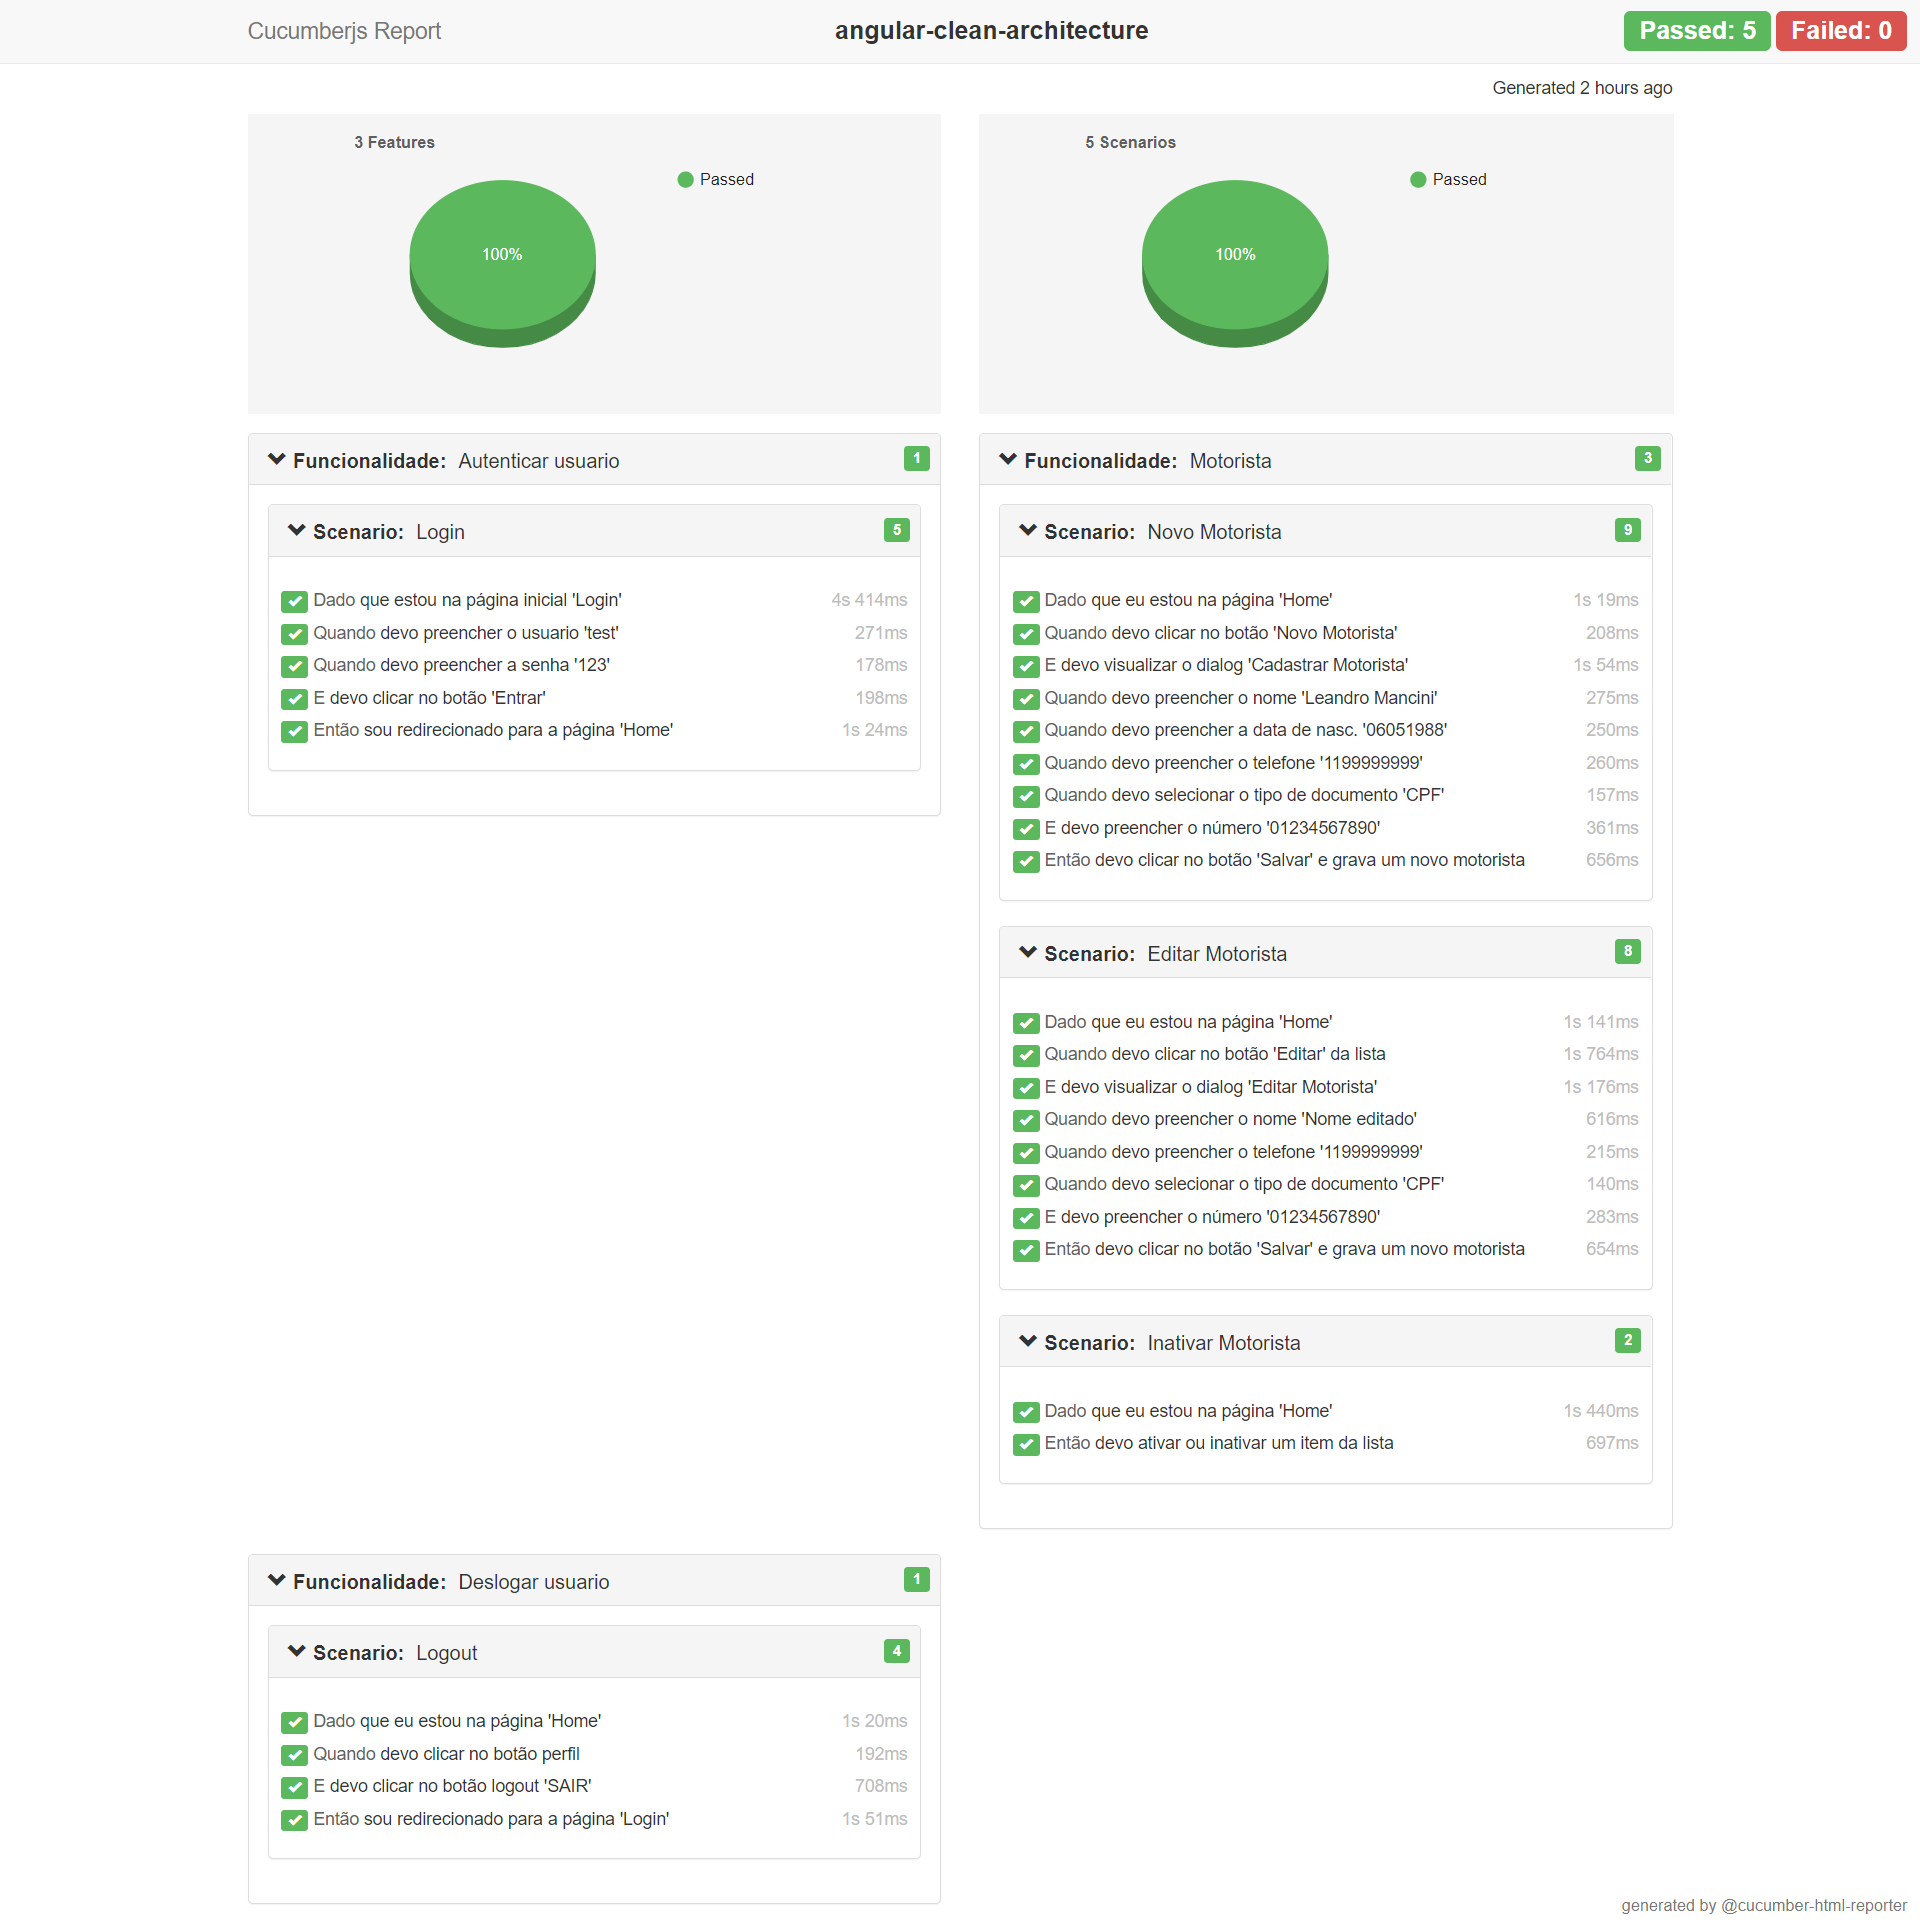 Cucumberjs Report
angular-clean-architecture
Passed: 5 Failed: 0
Generated 2 hours ago
3 Features
Passed
100%
5 Scenarios
Passed
100%
Funcionalidade: Autenticar usuario 1
Scenario: Login 5
Dado que estou na página inicial 'Login' 4s 414ms
Quando devo preencher o usuario 'test' 271ms
Quando devo preencher a senha '123' 178ms
E devo clicar no botão 'Entrar' 198ms
Então sou redirecionado para a página 'Home' 1s 24ms
Funcionalidade: Motorista 3
Scenario: Novo Motorista 9
Dado que eu estou na página 'Home' 1s 19ms
Quando devo clicar no botão 'Novo Motorista' 208ms
E devo visualizar o dialog 'Cadastrar Motorista' 1s 54ms
Quando devo preencher o nome 'Leandro Mancini' 275ms
Quando devo preencher a data de nasc. '06051988' 250ms
Quando devo preencher o telefone '1199999999' 260ms
Quando devo selecionar o tipo de documento 'CPF' 157ms
E devo preencher o número '01234567890' 361ms
Então devo clicar no botão 'Salvar' e grava um novo motorista 656ms
Scenario: Editar Motorista 8
Dado que eu estou na página 'Home' 1s 141ms
Quando devo clicar no botão 'Editar' da lista 1s 764ms
E devo visualizar o dialog 'Editar Motorista' 1s 176ms
Quando devo preencher o nome 'Nome editado' 616ms
Quando devo preencher o telefone '1199999999' 215ms
Quando devo selecionar o tipo de documento 'CPF' 140ms
E devo preencher o número '01234567890' 283ms
Então devo clicar no botão 'Salvar' e grava um novo motorista 654ms
Scenario: Inativar Motorista 2
Dado que eu estou na página 'Home' 1s 440ms
Então devo ativar ou inativar um item da lista 697ms
Funcionalidade: Deslogar usuario 1
Scenario: Logout 4
Dado que eu estou na página 'Home' 1s 20ms
Quando devo clicar no botão perfil 192ms
E devo clicar no botão logout 'SAIR' 708ms
Então sou redirecionado para a página 'Login' 1s 51ms
generated by @cucumber-html-reporter